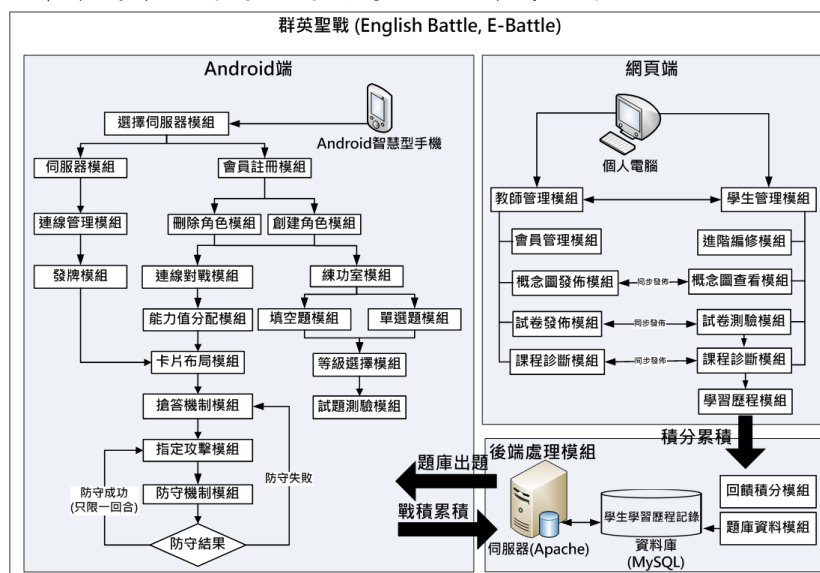 群英聖戰 (English Battle, E-Battle)
Android端
選擇伺服器模組
Android智慧型手機
伺服器模組
會員註冊模組
連線管理模組
刪除角色模組
創建角色模組
發牌模組
連線對戰模組
練功室模組
能力值分配模組
填空題模組
單選題模組
卡片布局模組
等級選擇模組
搶答機制模組
試題測驗模組
指定攻擊模組
防守失敗
防守成功
(只限一回合)
防守機制模組
防守結果
網頁端
個人電腦
教師管理模組
學生管理模組
會員管理模組
進階編修模組
概念圖發佈模組
同步發佈
概念圖查看模組
試卷發佈模組
同步發佈
試卷測驗模組
課程診斷模組
同步發佈
課程診斷模組
學習歷程模組
積分累積
題庫出題
戰積累積
後端處理模組
回饋積分模組
學生學習歷程記錄
題庫資料模組
伺服器(Apache)
資料庫
(MySQL)